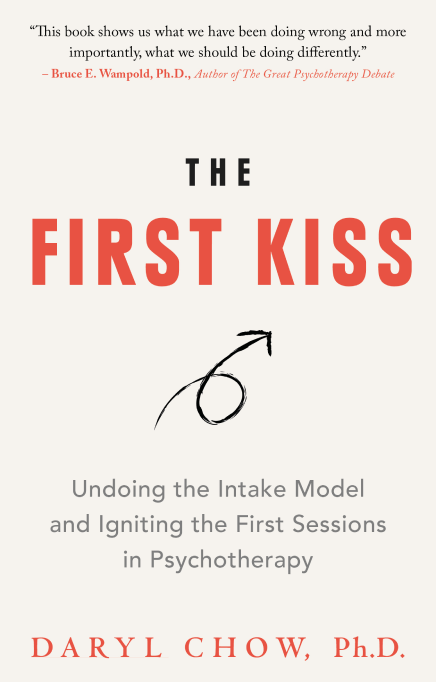 “This book shows us what we have been doing wrong and more
importantly, what we should be doing differently.”
– Bruce E. Wampold, Ph.D., Author of The Great Psychotherapy Debate
THE
FIRST KISS
Undoing the Intake Model
and Igniting the First Sessions
in Psychotherapy
DARYL CHOW, Ph.D.